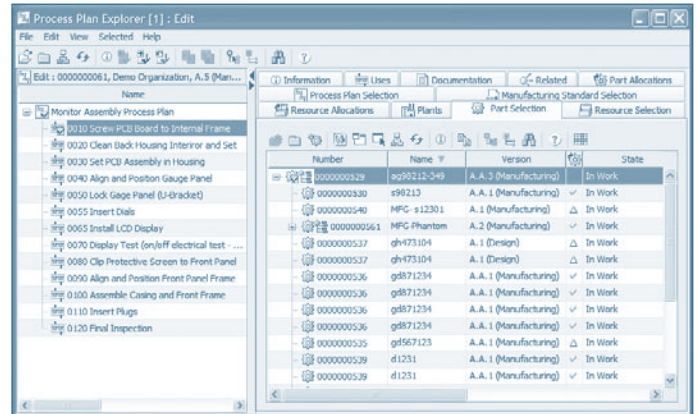 Process Plan Explorer [1] : Edit
File Edit View Selected Help
Edit : 0000000061, Demo Organization, A.5 (Man...
Name
Monitor Assembly Process Plan
0010 Screw PCB Board to Internal Frame
0020 Clean Back Housing Interiror and Set
0030 Set PCB Assembly in Housing
0040 Align and Position Gauge Panel
0050 Lock Gage Panel (U-Bracket)
0055 Insert Dials
0065 Install LCD Display
0070 Display Test (on/off electrical test - ...
0080 Clip Protective Screen to Front Panel
0090 Align and Position Front Panel Frame
0100 Assemble Casing and Front Frame
0110 Insert Plugs
0120 Final Inspection
Information Uses Documentation Related Part Allocations
Process Plan Selection Manufacturing Standard Selection
Resource Allocations Plants Part Selection Resource Selection
Number Name Version State
0000000529 ag98212-349 A.A.3 (Manufacturing) In Work
0000000530 s98213 A.A.1 (Manufacturing) In Work
0000000540 MFG- s12301 A.1 (Manufacturing) In Work
0000000561 MFG-Phantom A.2 (Manufacturing) In Work
0000000537 gh473104 A.1 (Design) In Work
0000000537 gh473104 A.1 (Design) In Work
0000000536 gd871234 A.A.1 (Manufacturing) In Work
0000000536 gd871234 A.A.1 (Manufacturing) In Work
0000000536 gd871234 A.A.1 (Manufacturing) In Work
0000000536 gd871234 A.A.1 (Manufacturing) In Work
0000000535 gd567123 A.A.1 (Manufacturing) In Work
0000000539 d1231 A.A.1 (Manufacturing) In Work
0000000539 d1231 A.A.1 (Manufacturing) In Work